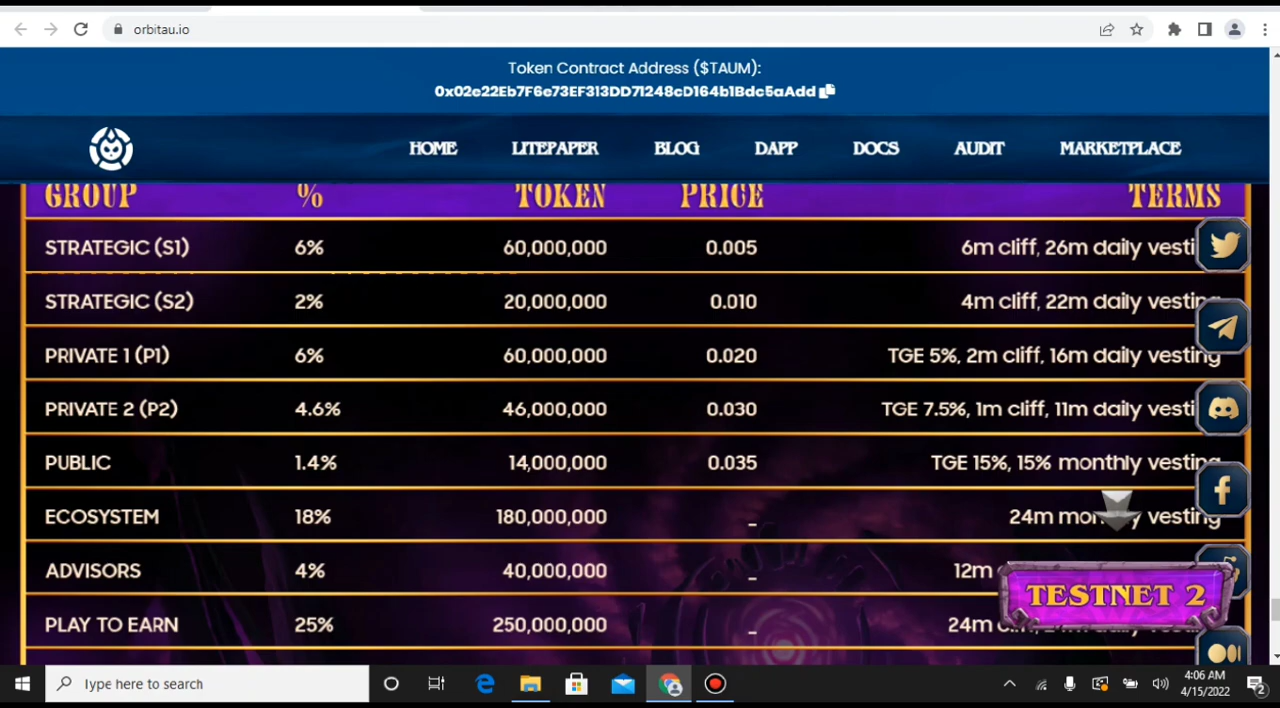 orbitau.io
Token Contract Address ($TAUM):
0x02e22Eb7F6e73EF313DD71248cD164b1Bdc5aAdd
HOME LITEPAPER BLOG DAPP DOCS AUDIT MARKETPLACE
GROUP % TOKEN PRICE TERMS
STRATEGIC (S1) 6% 60,000,000 0.005 6m cliff, 26m daily vesti
STRATEGIC (S2) 2% 20,000,000 0.010 4m cliff, 22m daily vesting
PRIVATE 1 (P1) 6% 60,000,000 0.020 TGE 5%, 2m cliff, 16m daily vesting
PRIVATE 2 (P2) 4.6% 46,000,000 0.030 TGE 7.5%, 1m cliff, 11m daily vesti
PUBLIC 1.4% 14,000,000 0.035 TGE 15%, 15% monthly vesting
ECOSYSTEM 18% 180,000,000 _ 24m mon y vesting
ADVISORS 4% 40,000,000 _ 12m
TESTNET 2
PLAY TO EARN 25% 250,000,000 _ 24m
Type here to search
4:06 AM
4/15/2022
2